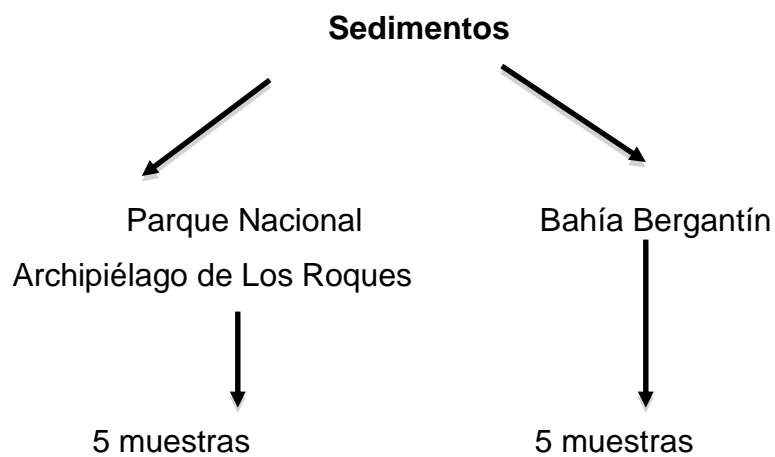 Sedimentos
Parque Nacional
Archipiélago de Los Roques
Bahía Bergantín
5 muestras
5 muestras